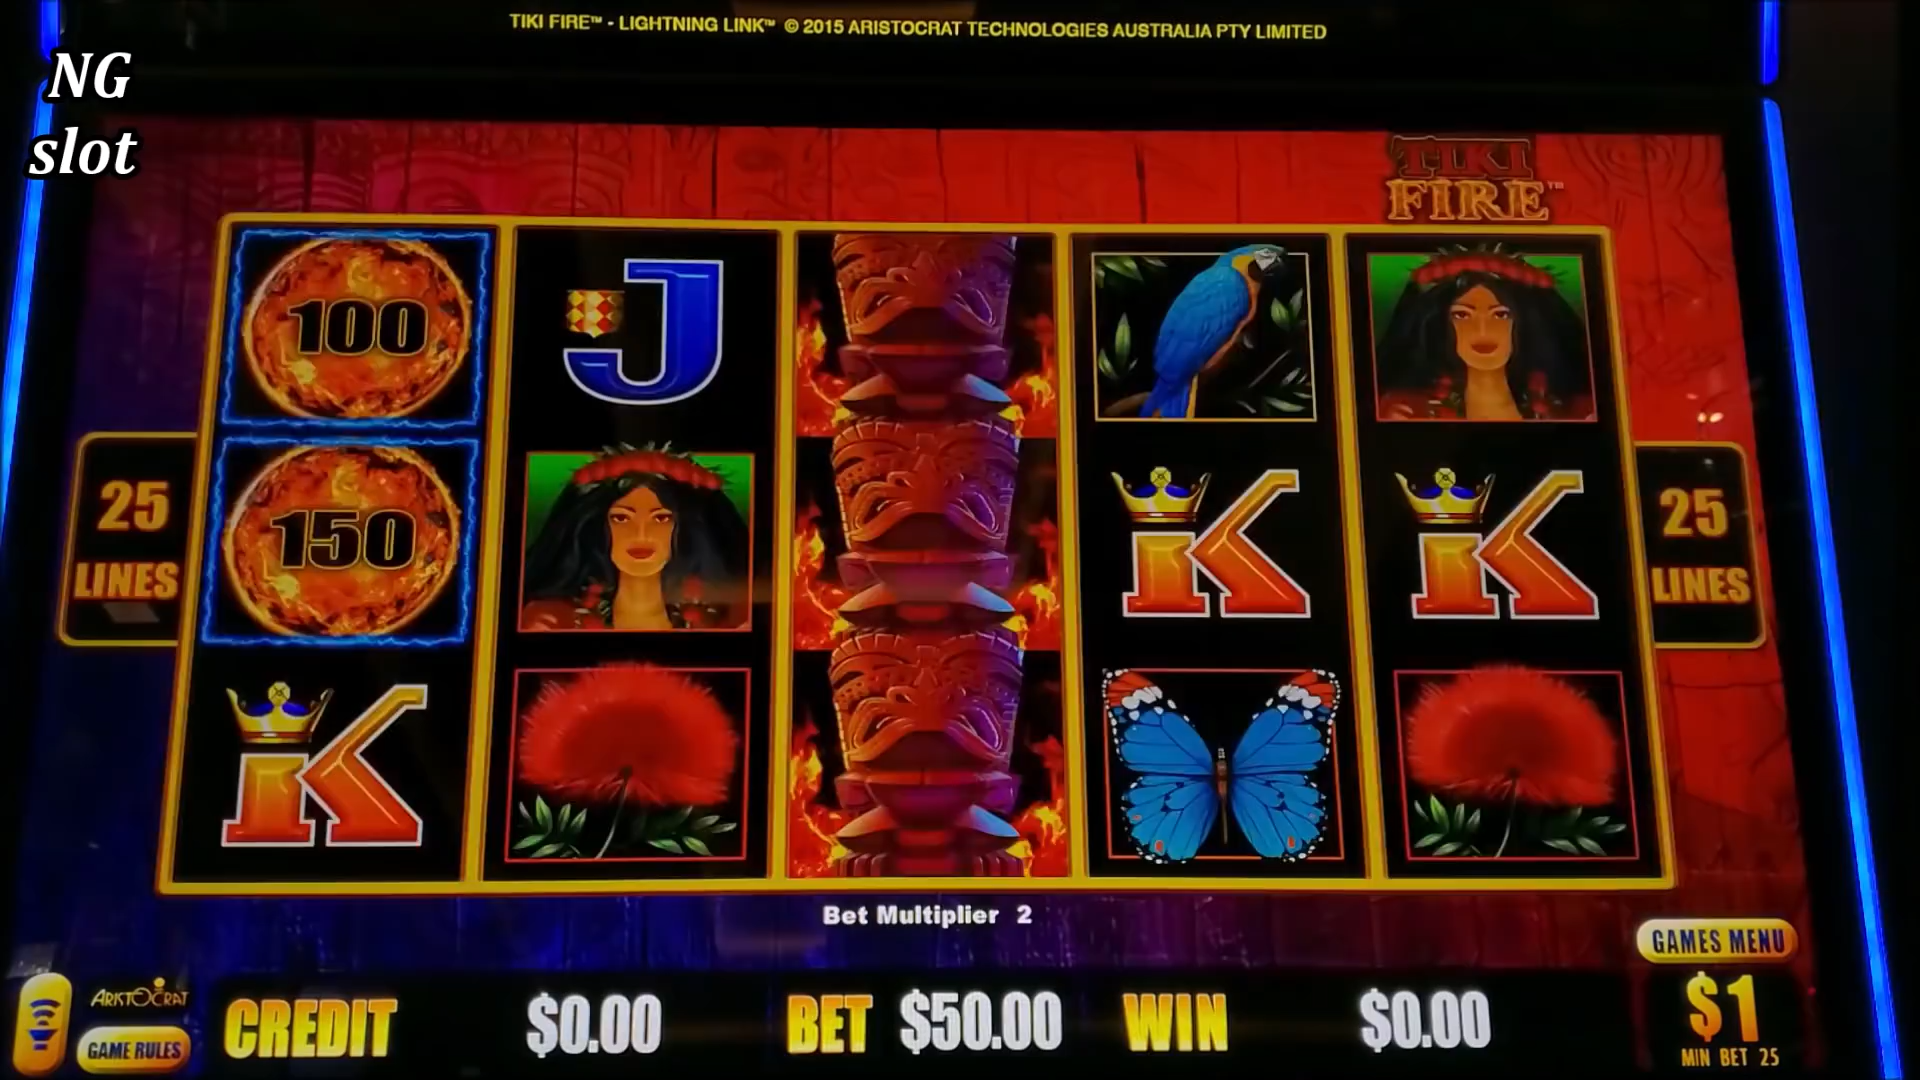 TIKI FIRE™ - LIGHTNING LINK™ © 2015 ARISTOCRAT TECHNOLOGIES AUSTRALIA PTY LIMITED
NG
slot
TIKI
FIRE™
100
J
150
25
LINES
K
K
25
LINES
K
Bet Multiplier 2
GAMES MENU
ARISTOCRAT
GAME RULES
CREDIT $0.00 BET $50.00 WIN $0.00
$1
MIN BET 25